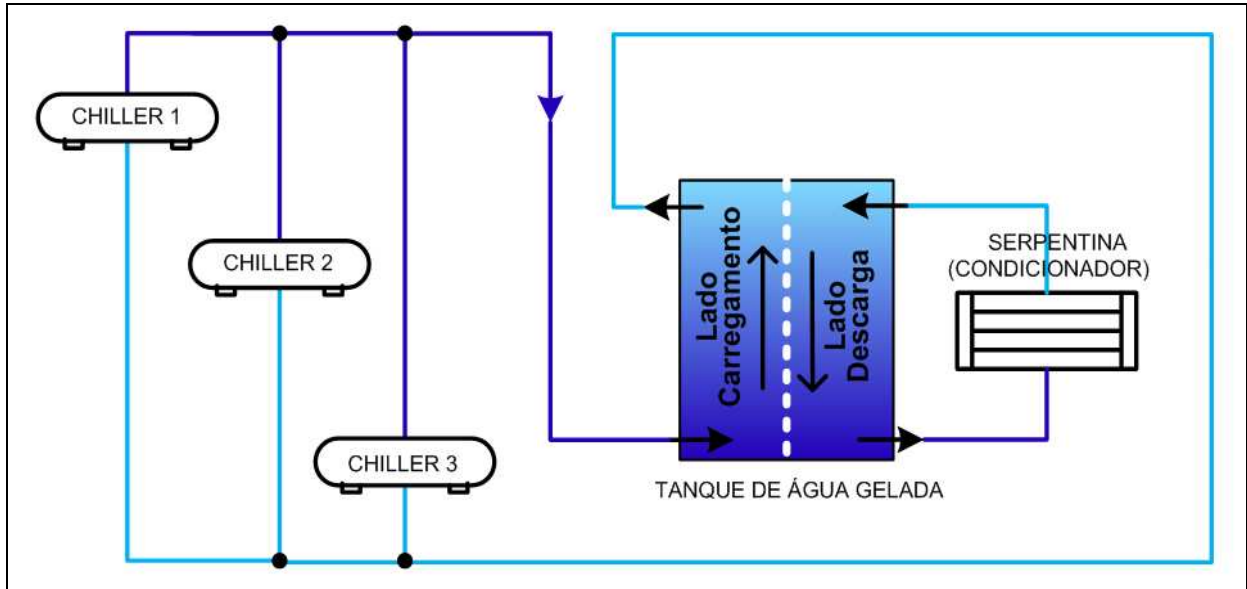 CHILLER 1
CHILLER 2
CHILLER 3
Lado
Carregamento
Lado
Descarga
SERPENTINA
(CONDICIONADOR)
TANQUE DE ÁGUA GELADA